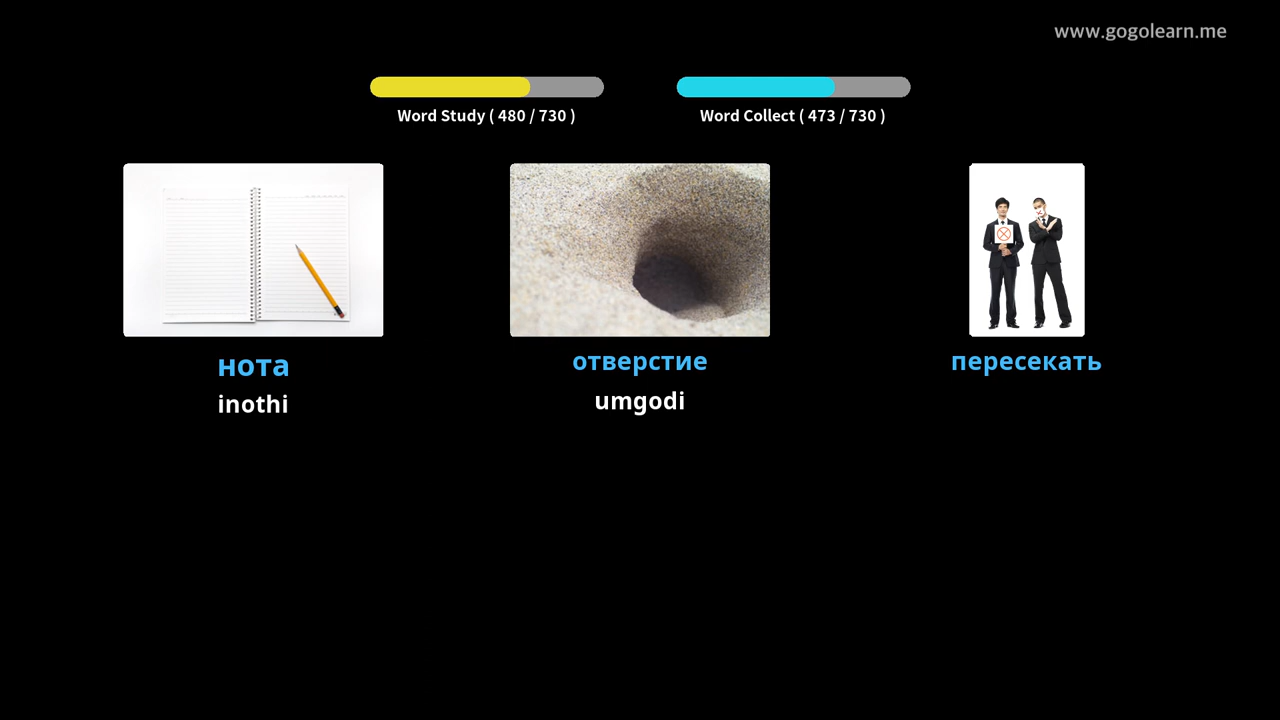 www.gogolearn.me
Word Study ( 480 / 730 )
Word Collect ( 473 / 730 )
нота
inothi
отверстие
umgodi
пересекать